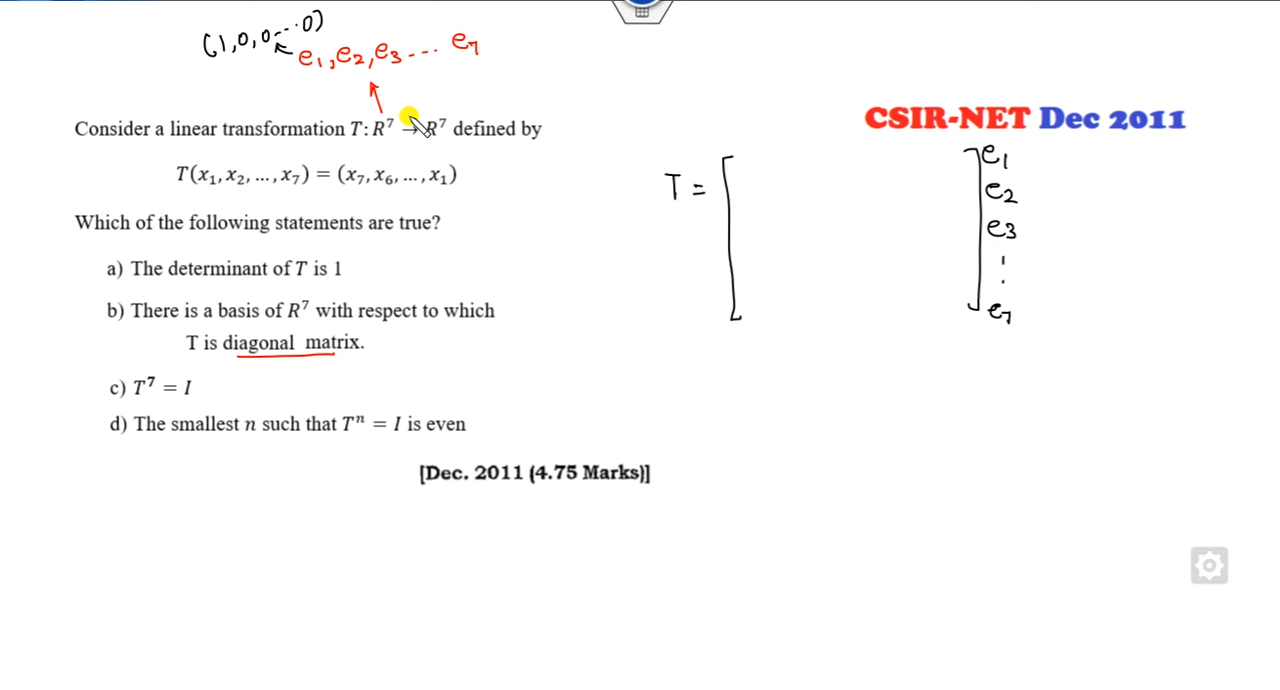 (1,0,0---0)
e1,e2,e3--- e7
Consider a linear transformation T: R⁷ → R⁷ defined by
T(x₁, x₂, ..., x₇) = (x₇, x₆, ..., x₁)
Which of the following statements are true?
a) The determinant of T is 1
b) There is a basis of R⁷ with respect to which
T is diagonal matrix.
c) T⁷ = I
d) The smallest n such that Tⁿ = I is even
[Dec. 2011 (4.75 Marks)]
CSIR-NET Dec 2011
T = [ ] e1
e2
e3
⋮
e7